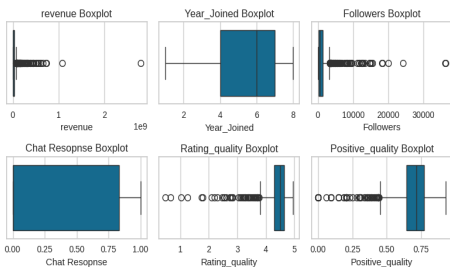 revenue Boxplot
0 1 2
1e9
revenue
Year_Joined Boxplot
2 4 6 8
Year_Joined
Followers Boxplot
0 10000 20000 30000
Followers
Chat Resopnse Boxplot
0.00 0.25 0.50 0.75 1.00
Chat Resopnse
Rating_quality Boxplot
1 2 3 4 5
Rating_quality
Positive_quality Boxplot
0.00 0.25 0.50 0.75
Positive_quality